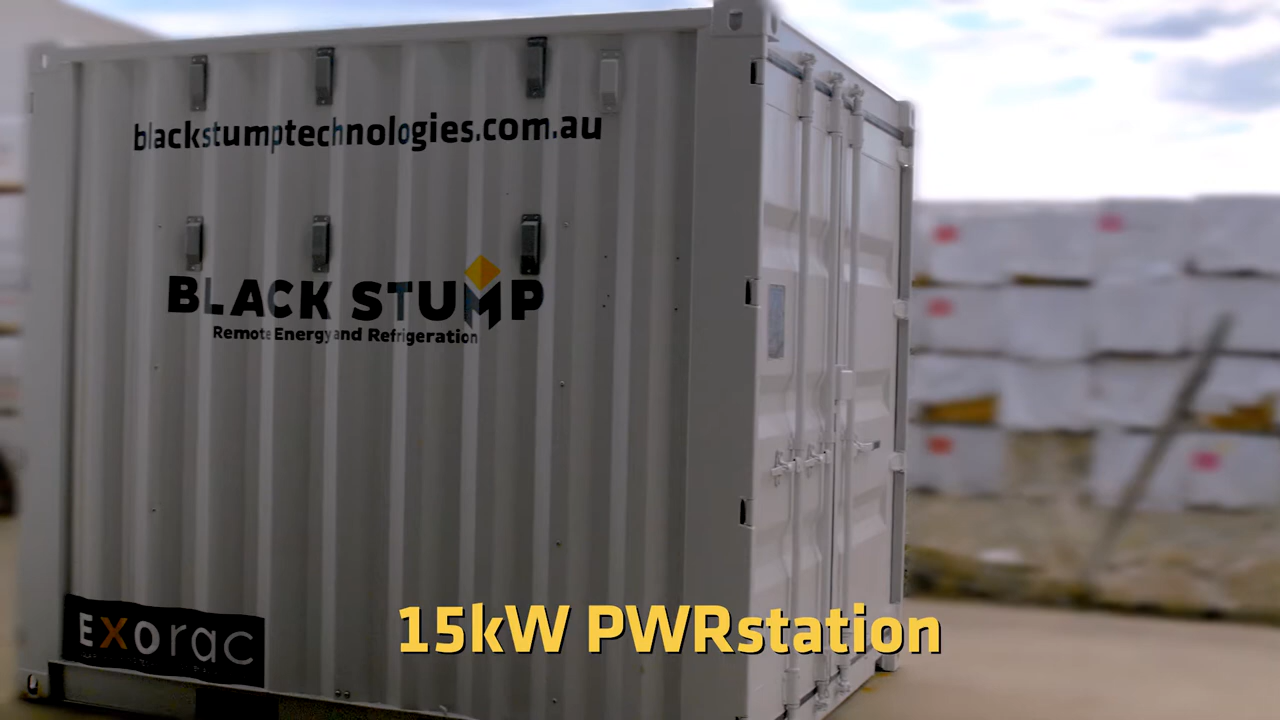 blackstumptechnologies.com.au
BLACK STUMP
Remote Energy and Refrigeration
EXOrac
15kW PWRstation